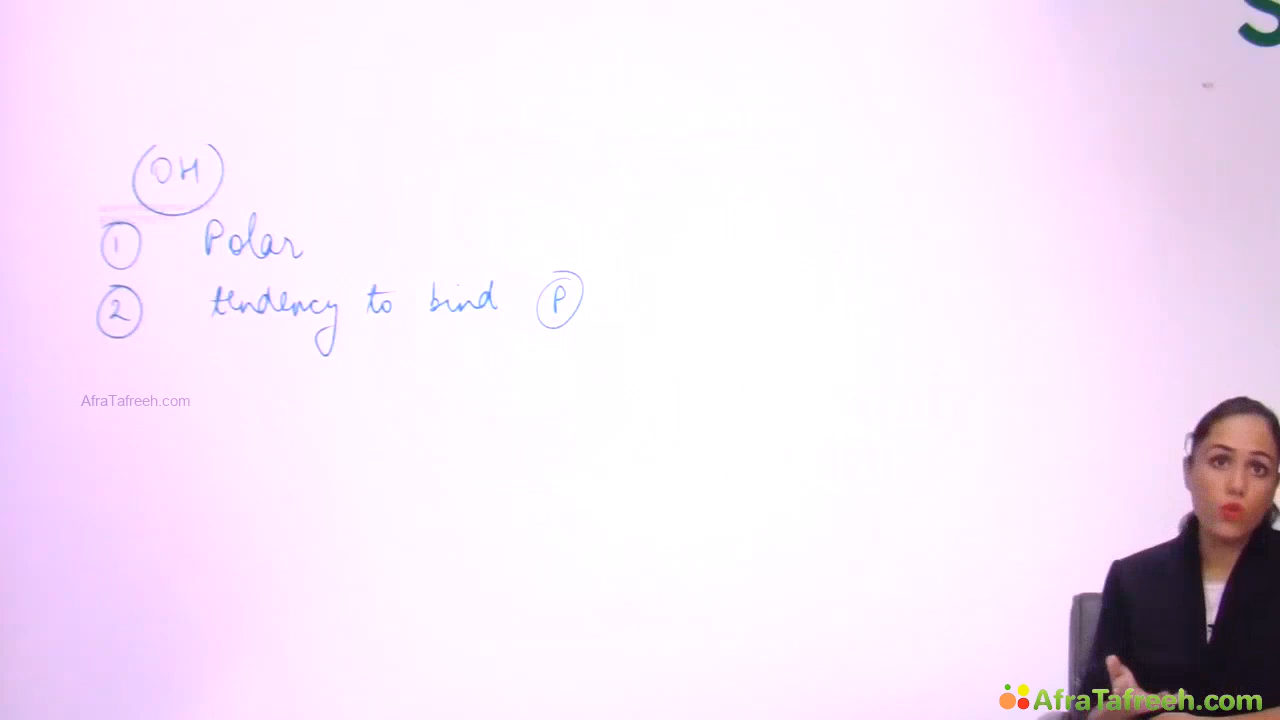 S
OH
1 Polar
2 tendency to bind P
AfraTafreeh.com
AfraTafreeh.com